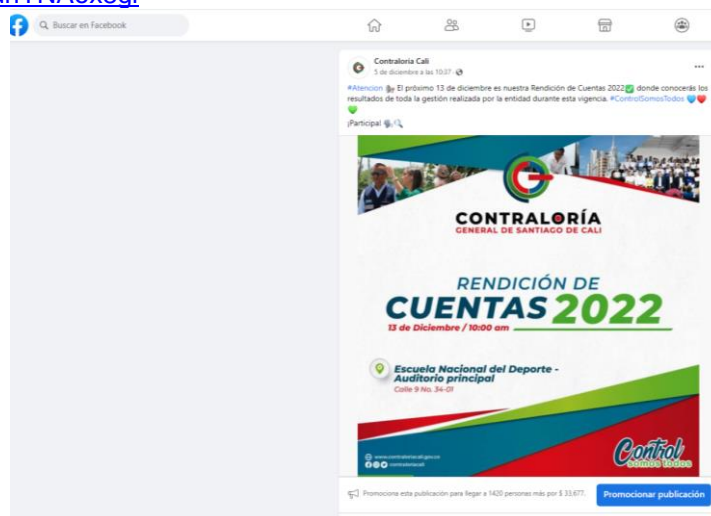 Buscar en Facebook
Contraloria Cali
5 de diciembre a las 10:37
#Atencion El próximo 13 de diciembre es nuestra Rendición de Cuentas 2022 donde conocerás los
resultados de toda la gestión realizada por la entidad durante esta vigencia. #ControlSomosTodos
¡Participa!
CONTRALORÍA
GENERAL DE SANTIAGO DE CALI
RENDICIÓN DE
CUENTAS 2022
13 de Diciembre / 10:00 am
Escuela Nacional del Deporte -
Auditorio principal
Calle 9 No. 34-01
www.contraloriacali.gov.co
contraloriacali
Control
somos todos
Promociona esta publicación para llegar a 1420 personas más por $ 33.677.
Promocionar publicación